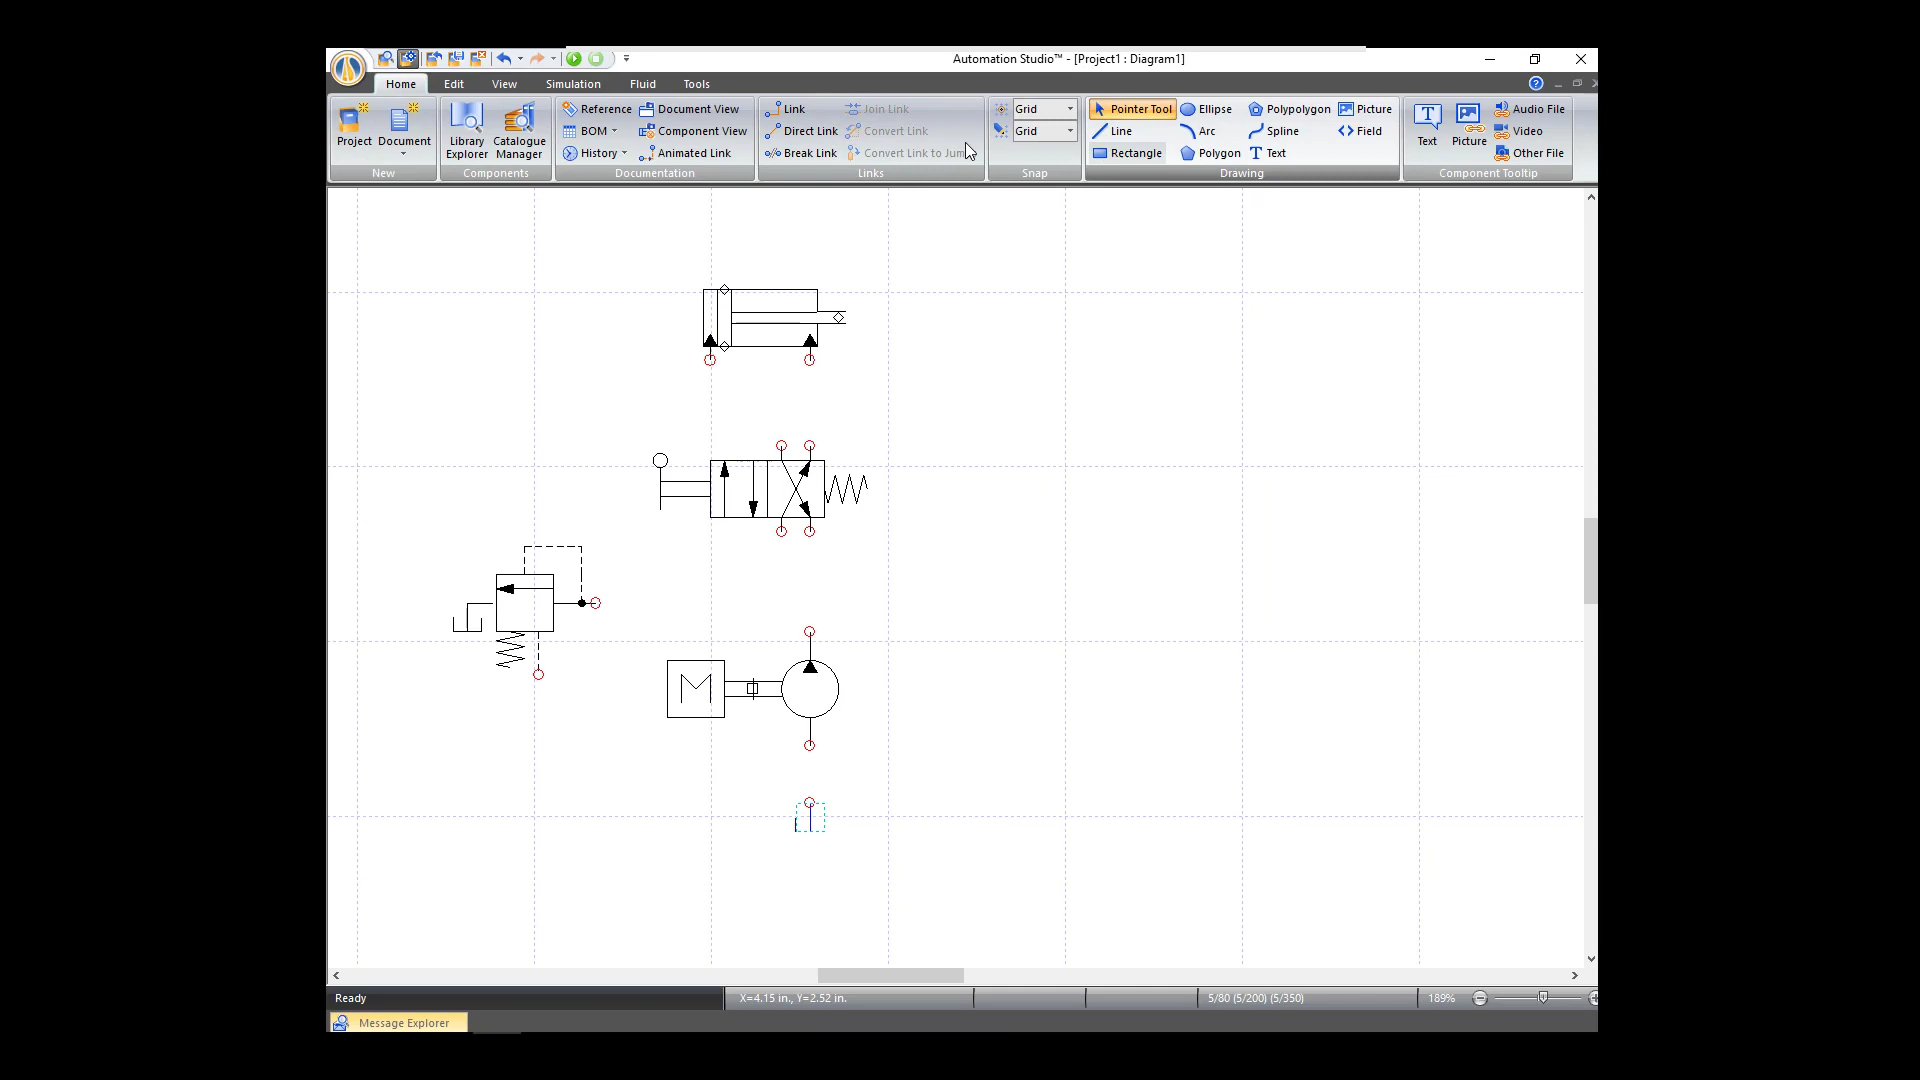 Automation Studio™ - [Project1 : Diagram1]
Home Edit View Simulation Fluid Tools
Reference Document View Link Join Link Grid Pointer Tool Ellipse Polypolygon Picture Audio File
BOM Component View Direct Link Convert Link Grid Line Arc Spline Field Video
Project Document Library Explorer Catalogue Manager Text Picture
History Animated Link Break Link Convert Link to Rectangle Polygon Text Other File
New Components Documentation Links Snap Drawing Component Tooltip
M
Ready X=4.15 in., Y=2.52 in. 5/80 (5/200) (5/350) 189%
Message Explorer